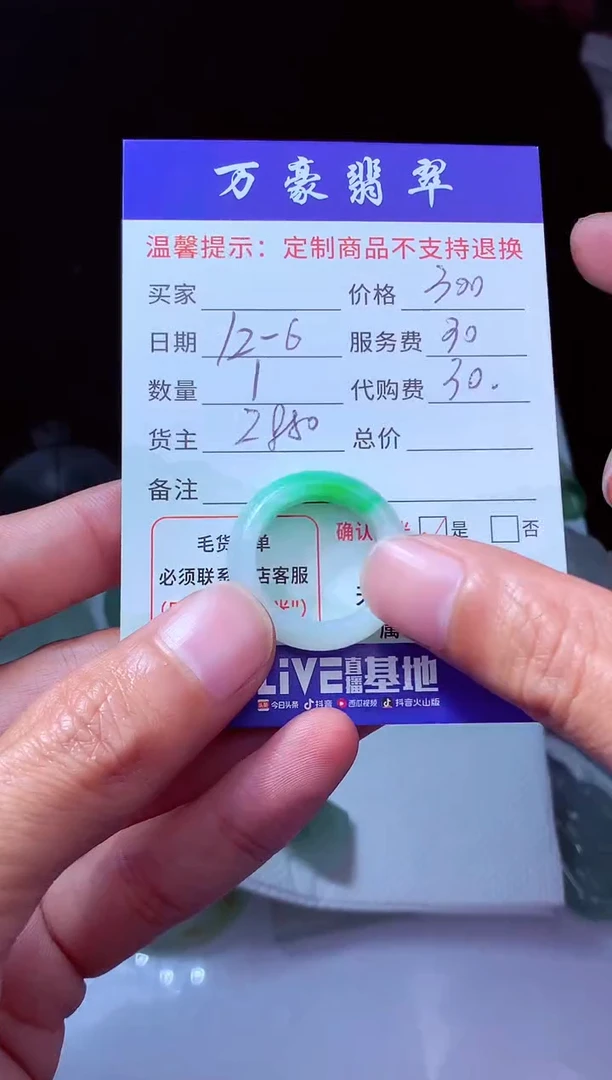 万豪翡翠
温馨提示：定制商品不支持退换
买家 价格 300
日期 12-6 服务费 30
数量 1 代购费 30.
货主 总价
备注
毛货 单 确认 是 否
必须联系 店客服
属
LiVE直播基地
今日头条 抖音 西瓜视频 抖音火山版